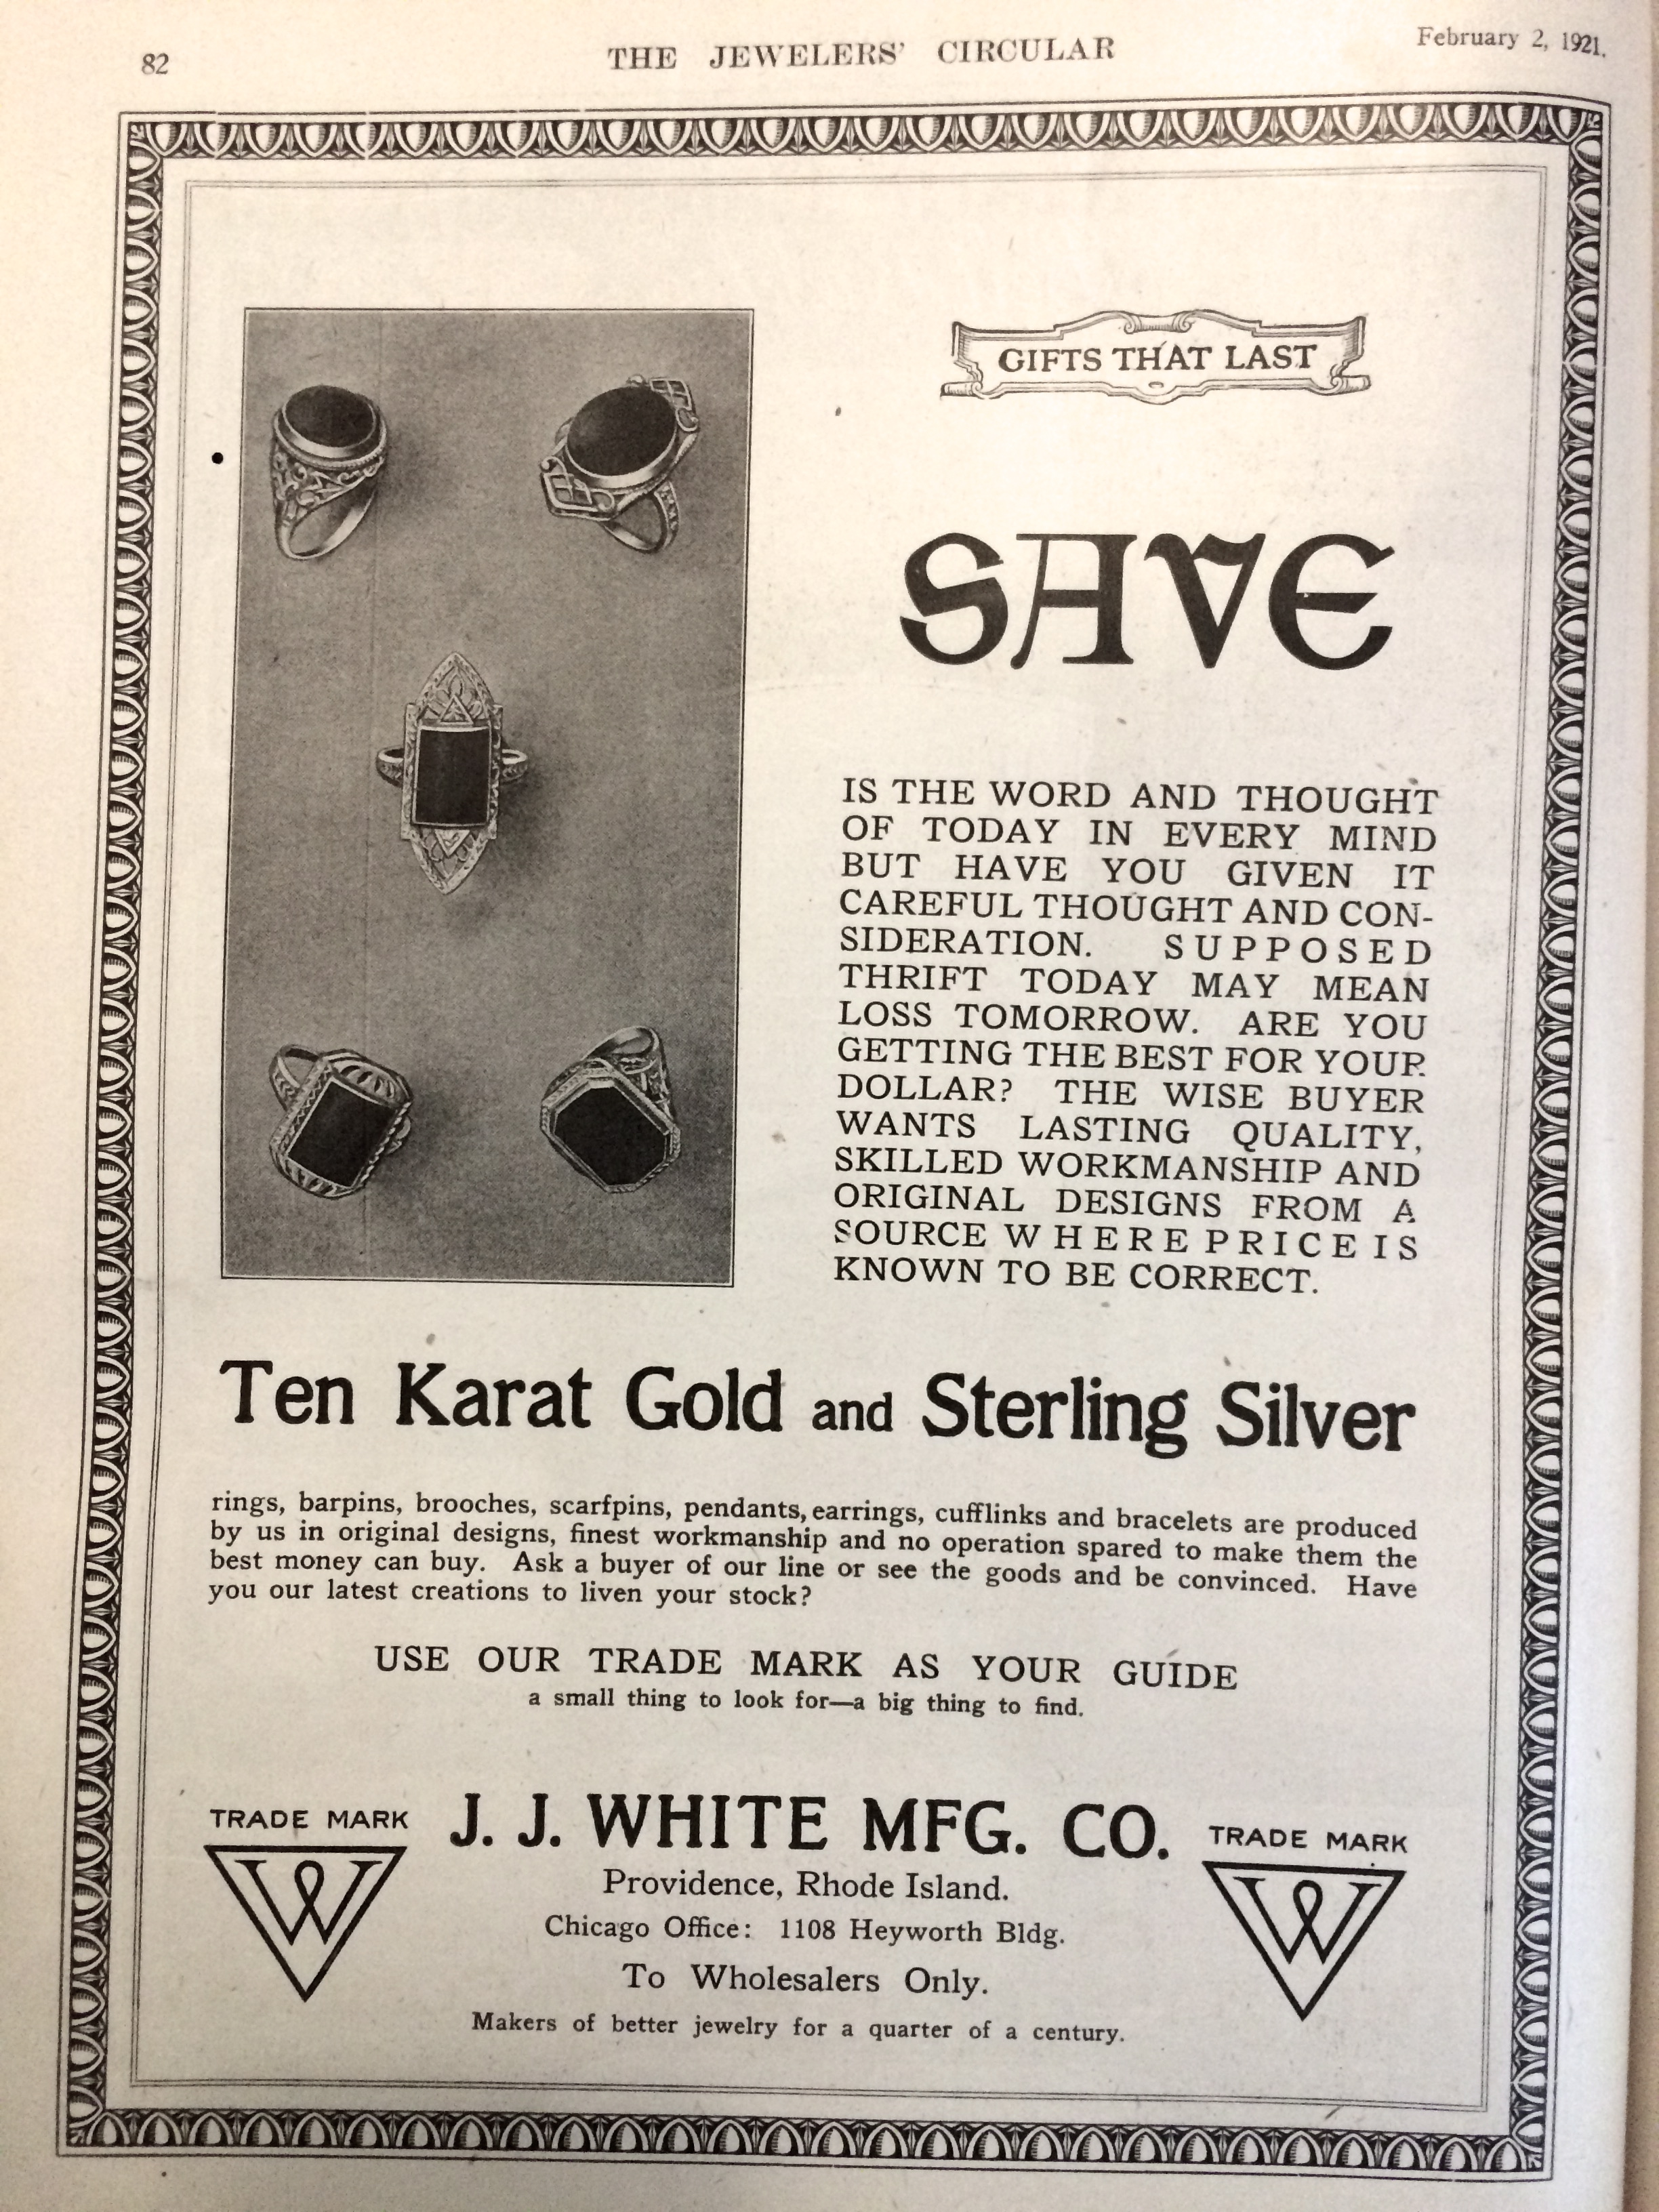 82
THE JEWELERS' CIRCULAR
February 2, 1921.
GIFTS THAT LAST
SAVE
IS THE WORD AND THOUGHT
OF TODAY IN EVERY MIND
BUT HAVE YOU GIVEN IT
CAREFUL THOUGHT AND CON-
SIDERATION. SUPPOSED
THRIFT TODAY MAY MEAN
LOSS TOMORROW. ARE YOU
GETTING THE BEST FOR YOUR
DOLLAR? THE WISE BUYER
WANTS LASTING QUALITY,
SKILLED WORKMANSHIP AND
ORIGINAL DESIGNS FROM A
SOURCE WHERE PRICE IS
KNOWN TO BE CORRECT.
Ten Karat Gold and Sterling Silver
rings, barpins, brooches, scarfpins, pendants, earrings, cufflinks and bracelets are produced
by us in original designs, finest workmanship and no operation spared to make them the
best money can buy. Ask a buyer of our line or see the goods and be convinced. Have
you our latest creations to liven your stock?
USE OUR TRADE MARK AS YOUR GUIDE
a small thing to look for—a big thing to find.
TRADE MARK
W
J. J. WHITE MFG. CO.
Providence, Rhode Island.
Chicago Office: 1108 Heyworth Bldg.
To Wholesalers Only.
Makers of better jewelry for a quarter of a century.
TRADE MARK
W